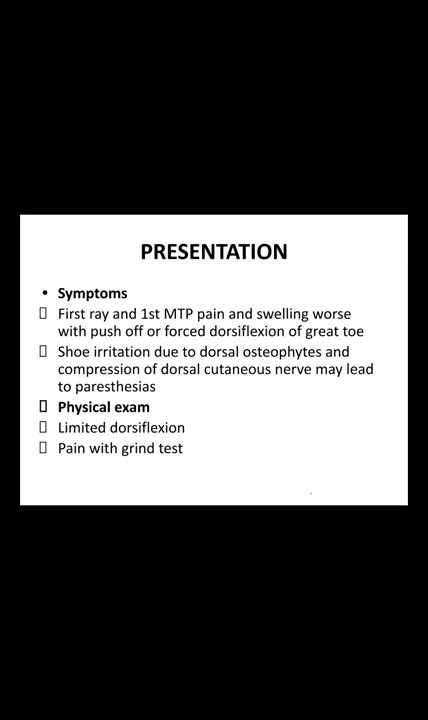 PRESENTATION
• Symptoms
First ray and 1st MTP pain and swelling worse
with push off or forced dorsiflexion of great toe
Shoe irritation due to dorsal osteophytes and
compression of dorsal cutaneous nerve may lead
to paresthesias
Physical exam
Limited dorsiflexion
Pain with grind test